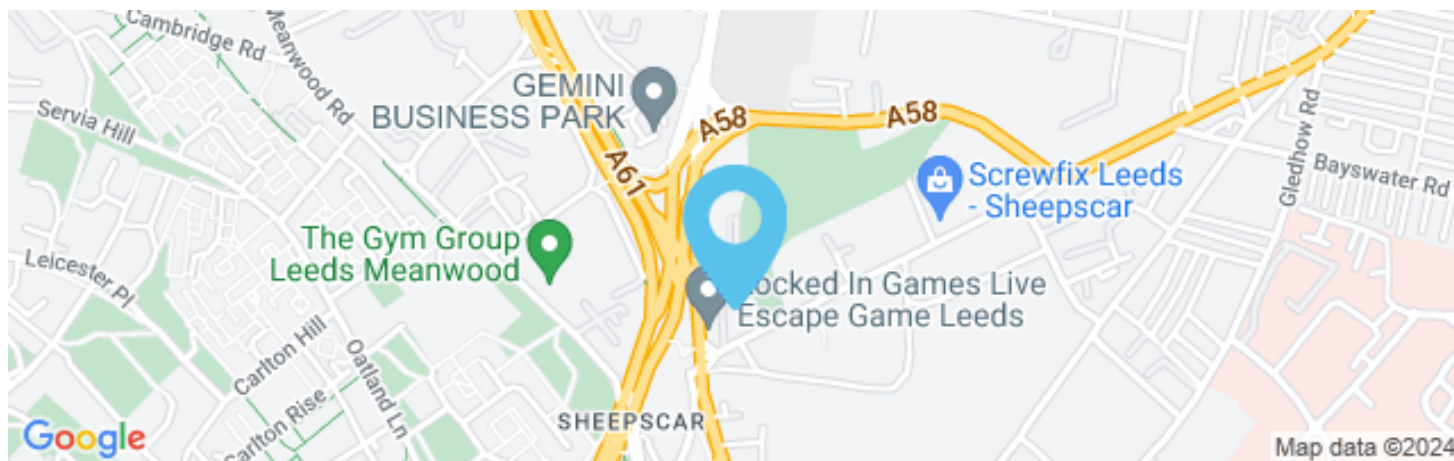 Cambridge Rd
Meanwood Rd
Servia Hill
GEMINI
BUSINESS PARK
A58
A58
A61
Gledhow Rd
Bayswater Rd
Screwfix Leeds
- Sheepscar
The Gym Group
Leeds Meanwood
Leicester Pl
ocked In Games Live
Escape Game Leeds
Carlton Hill
Oatland Ln
Carlton Rise
SHEEPSCAR
Google
Map data ©2024